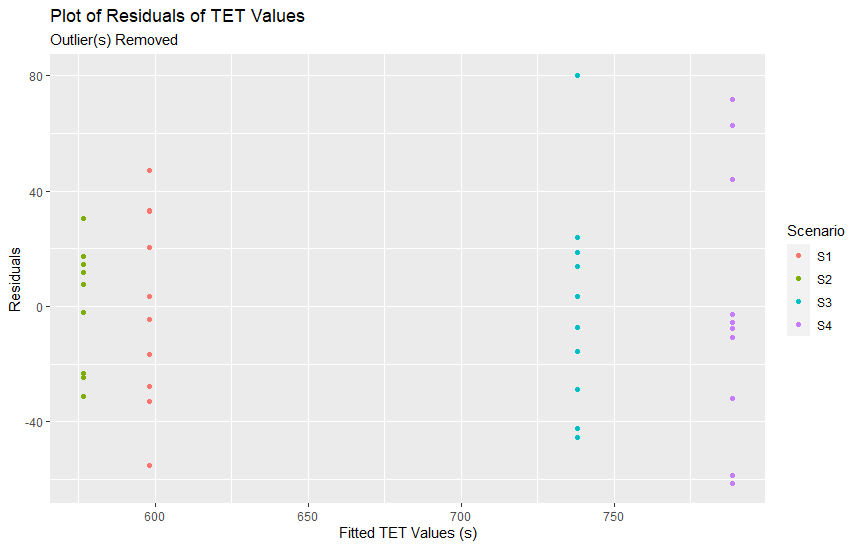 Plot of Residuals of TET Values
Outlier(s) Removed
80
40
0
-40
Residuals
600
650
700
750
Fitted TET Values (s)
Scenario
S1
S2
S3
S4